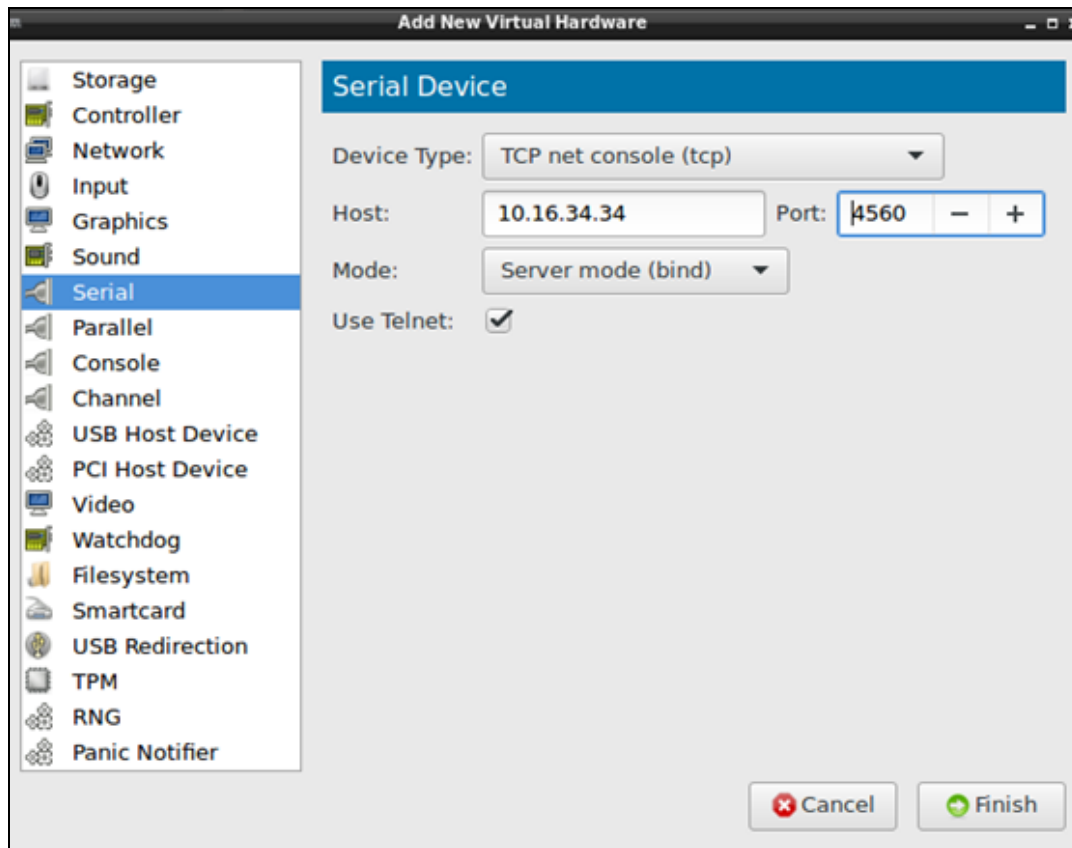 Add New Virtual Hardware
Storage
Controller
Network
Input
Graphics
Sound
Serial
Parallel
Console
Channel
USB Host Device
PCI Host Device
Video
Watchdog
Filesystem
Smartcard
USB Redirection
TPM
RNG
Panic Notifier
Serial Device
Device Type: TCP net console (tcp)
Host: 10.16.34.34 Port: 4560 − +
Mode: Server mode (bind)
Use Telnet:
Cancel Finish